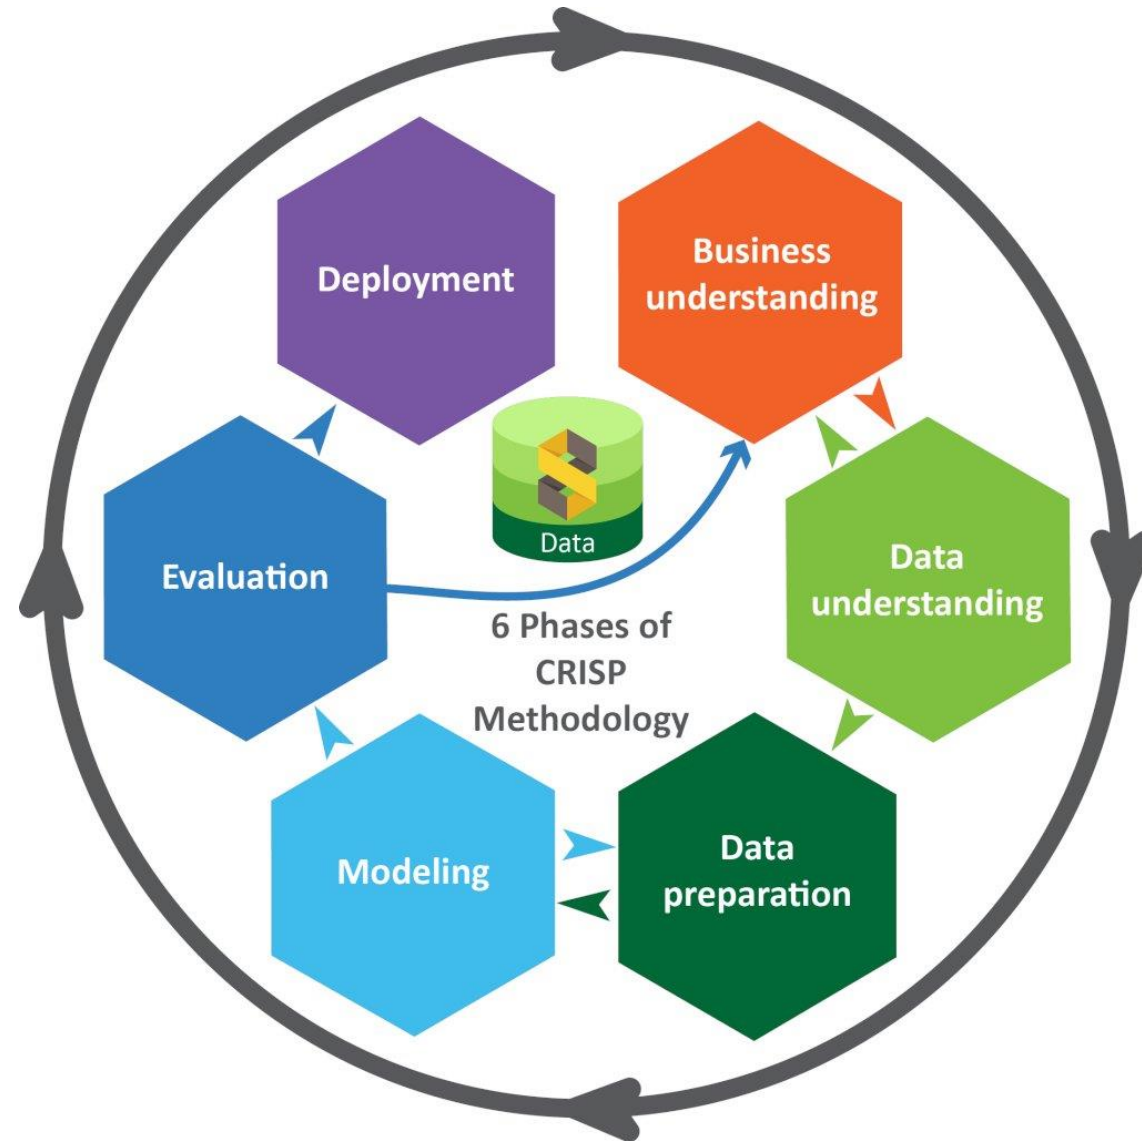 Deployment
Business
understanding
Data
Evaluation
Data
understanding
6 Phases of
CRISP
Methodology
Modeling
Data
preparation